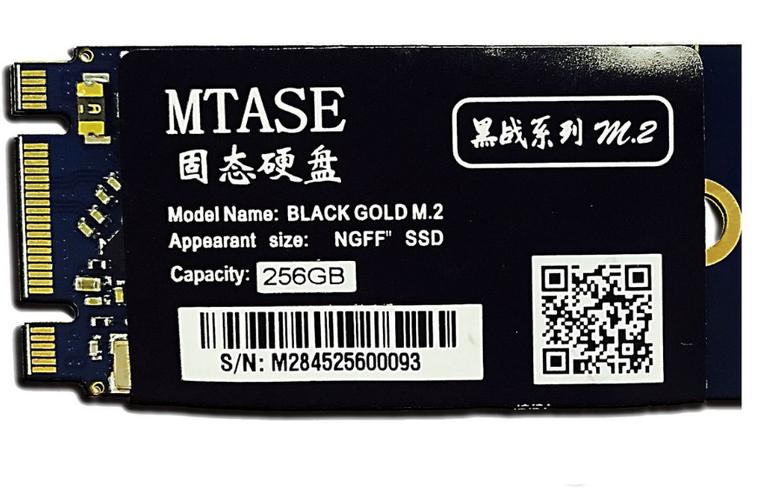 MTASE
固态硬盘
黑战系列 M.2
Model Name: BLACK GOLD M.2
Appearant size: NGFF" SSD
Capacity: 256GB
S/N: M284525600093